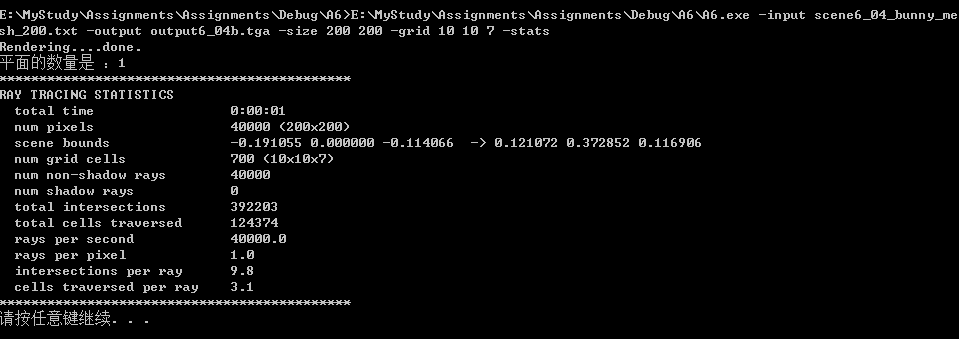 E:\MyStudy\Assignments\Assignments\Debug\A6>E:\MyStudy\Assignments\Assignments\Debug\A6\A6.exe -input scene6_04_bunny_me
sh_200.txt -output output6_04b.tga -size 200 200 -grid 10 10 7 -stats
Rendering....done.
平面的数量是 :1
********************************************
RAY TRACING STATISTICS
  total time                 0:00:01
  num pixels                 40000 (200x200)
  scene bounds               -0.191055 0.000000 -0.114066  -> 0.121072 0.372852 0.116906
  num grid cells             700 (10x10x7)
  num non-shadow rays        40000
  num shadow rays            0
  total intersections        392203
  total cells traversed      124374
  rays per second            40000.0
  rays per pixel             1.0
  intersections per ray      9.8
  cells traversed per ray    3.1
********************************************
请按任意键继续. . .